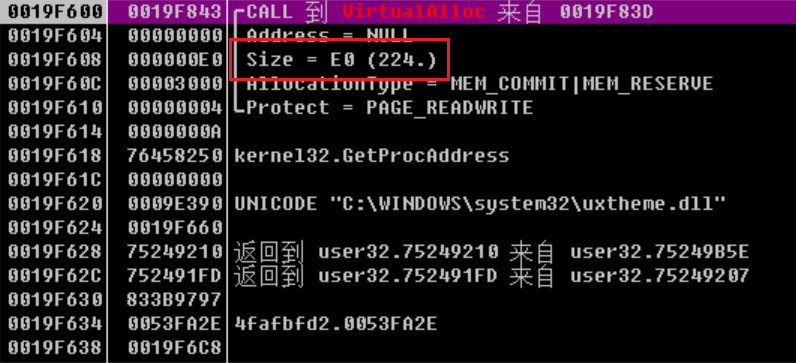 0019F600 0019F843 CALL 到 VirtualAlloc 来自 0019F83D
0019F604 00000000 Address = NULL
0019F608 000000E0 Size = E0 (224.)
0019F60C 00003000 AllocationType = MEM_COMMIT|MEM_RESERVE
0019F610 00000004 Protect = PAGE_READWRITE
0019F614 0000000A
0019F618 76458250 kernel32.GetProcAddress
0019F61C 00000000
0019F620 0009E390 UNICODE "C:\WINDOWS\system32\uxtheme.dll"
0019F624 0019F660
0019F628 75249210 返回到 user32.75249210 来自 user32.75249B5E
0019F62C 752491FD 返回到 user32.752491FD 来自 user32.75249207
0019F630 833B9797
0019F634 0053FA2E 4fafbfd2.0053FA2E
0019F638 0019F6C8